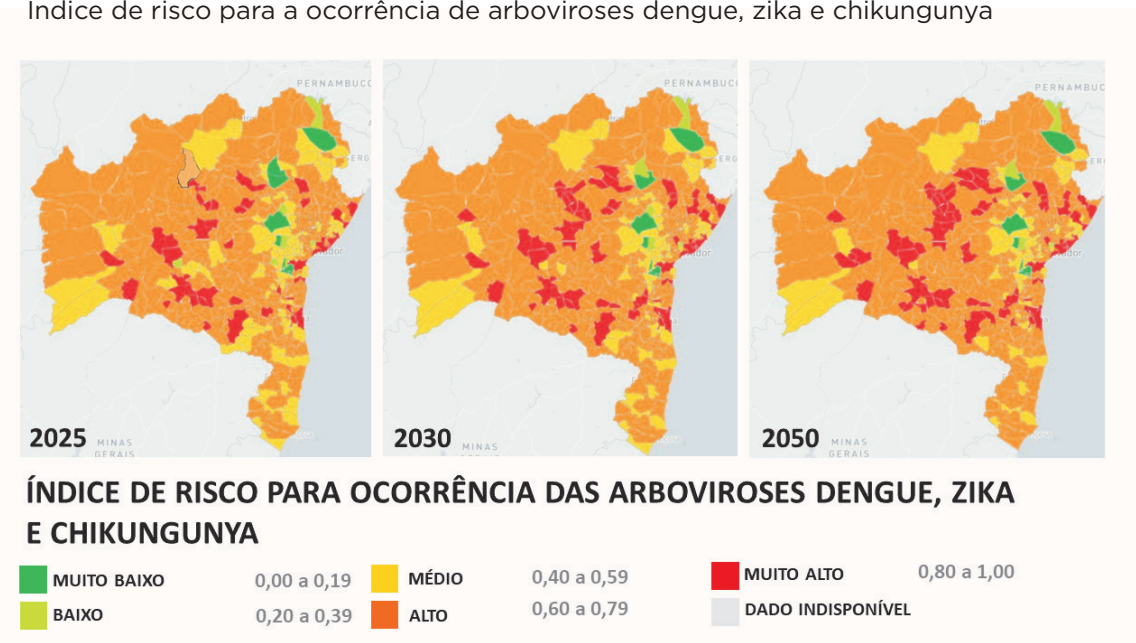 Índice de risco para a ocorrência de arboviroses dengue, zika e chikungunya
PERNAMBUCO
PERNAMBUC
PERNAMBUC
2025
MINAS
GERAIS
2030
MINAS
GERAIS
2050
MINAS
GERAIS
ÍNDICE DE RISCO PARA OCORRÊNCIA DAS ARBOVIROSES DENGUE, ZIKA
E CHIKUNGUNYA
MUITO BAIXO 0,00 a 0,19
BAIXO 0,20 a 0,39
MÉDIO 0,40 a 0,59
ALTO 0,60 a 0,79
MUITO ALTO 0,80 a 1,00
DADO INDISPONÍVEL